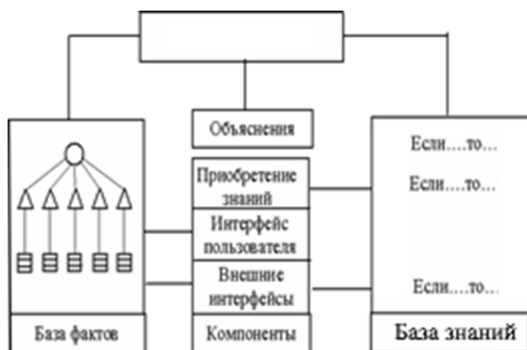 Объяснения
Приобретение
знаний
Интерфейс
пользователя
Внешние
интерфейсы
Компоненты
База фактов
Если....то...
Если....то...
Если....то...
База знаний